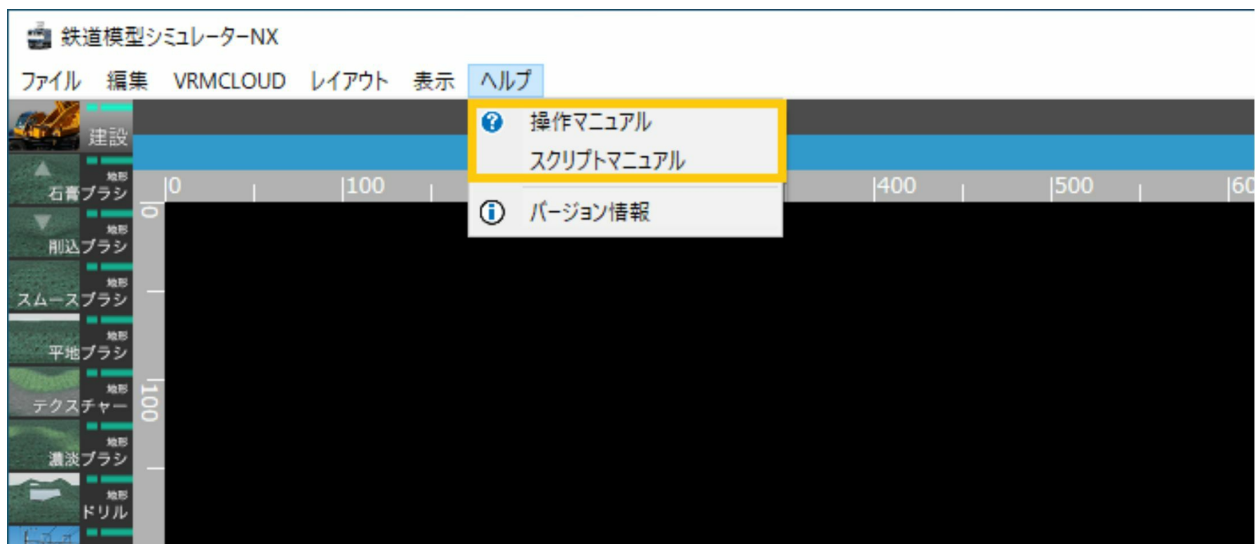 鉄道模型シミュレーターNX
ファイル 編集 VRMCLOUD レイアウト 表示 ヘルプ
操作マニュアル
スクリプトマニュアル
バージョン情報
建設
地形
石膏ブラシ
地形
削込ブラシ
地形
スムースブラシ
地形
平地ブラシ
地形
テクスチャー
地形
濃淡ブラシ
地形
ドリル
0 100 400 500 60
0
100